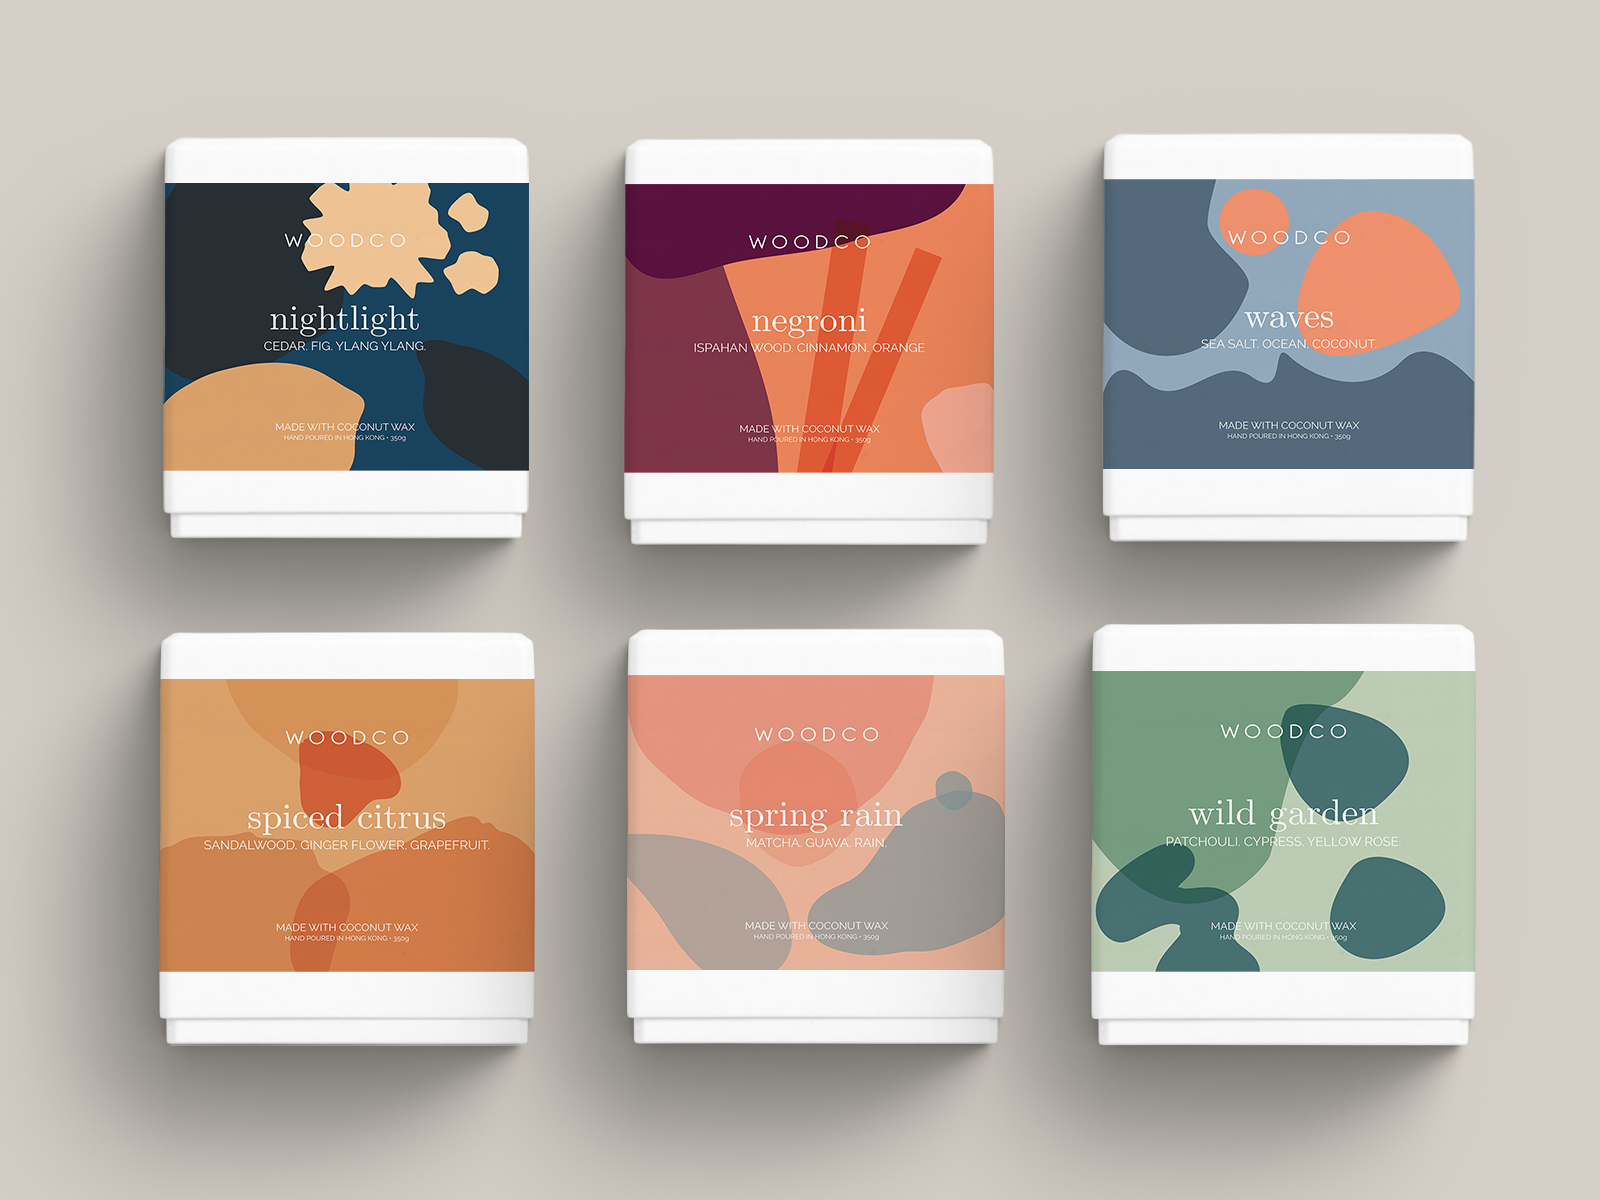 WOODCO
nightlight
CEDAR. FIG. YLANG YLANG.
MADE WITH COCONUT WAX
HAND POURED IN HONG KONG • 350g
WOODCO
negroni
ISPAHAN WOOD. CINNAMON. ORANGE
MADE WITH COCONUT WAX
HAND POURED IN HONG KONG • 350g
WOODCO
waves
SEA SALT. OCEAN. COCONUT.
MADE WITH COCONUT WAX
HAND POURED IN HONG KONG • 350g
WOODCO
spiced citrus
SANDALWOOD. GINGER FLOWER. GRAPEFRUIT.
MADE WITH COCONUT WAX
HAND POURED IN HONG KONG • 350g
WOODCO
spring rain
MATCHA. GUAVA. RAIN.
MADE WITH COCONUT WAX
HAND POURED IN HONG KONG • 350g
WOODCO
wild garden
PATCHOULI. CYPRESS. YELLOW ROSE.
MADE WITH COCONUT WAX
HAND POURED IN HONG KONG • 350g